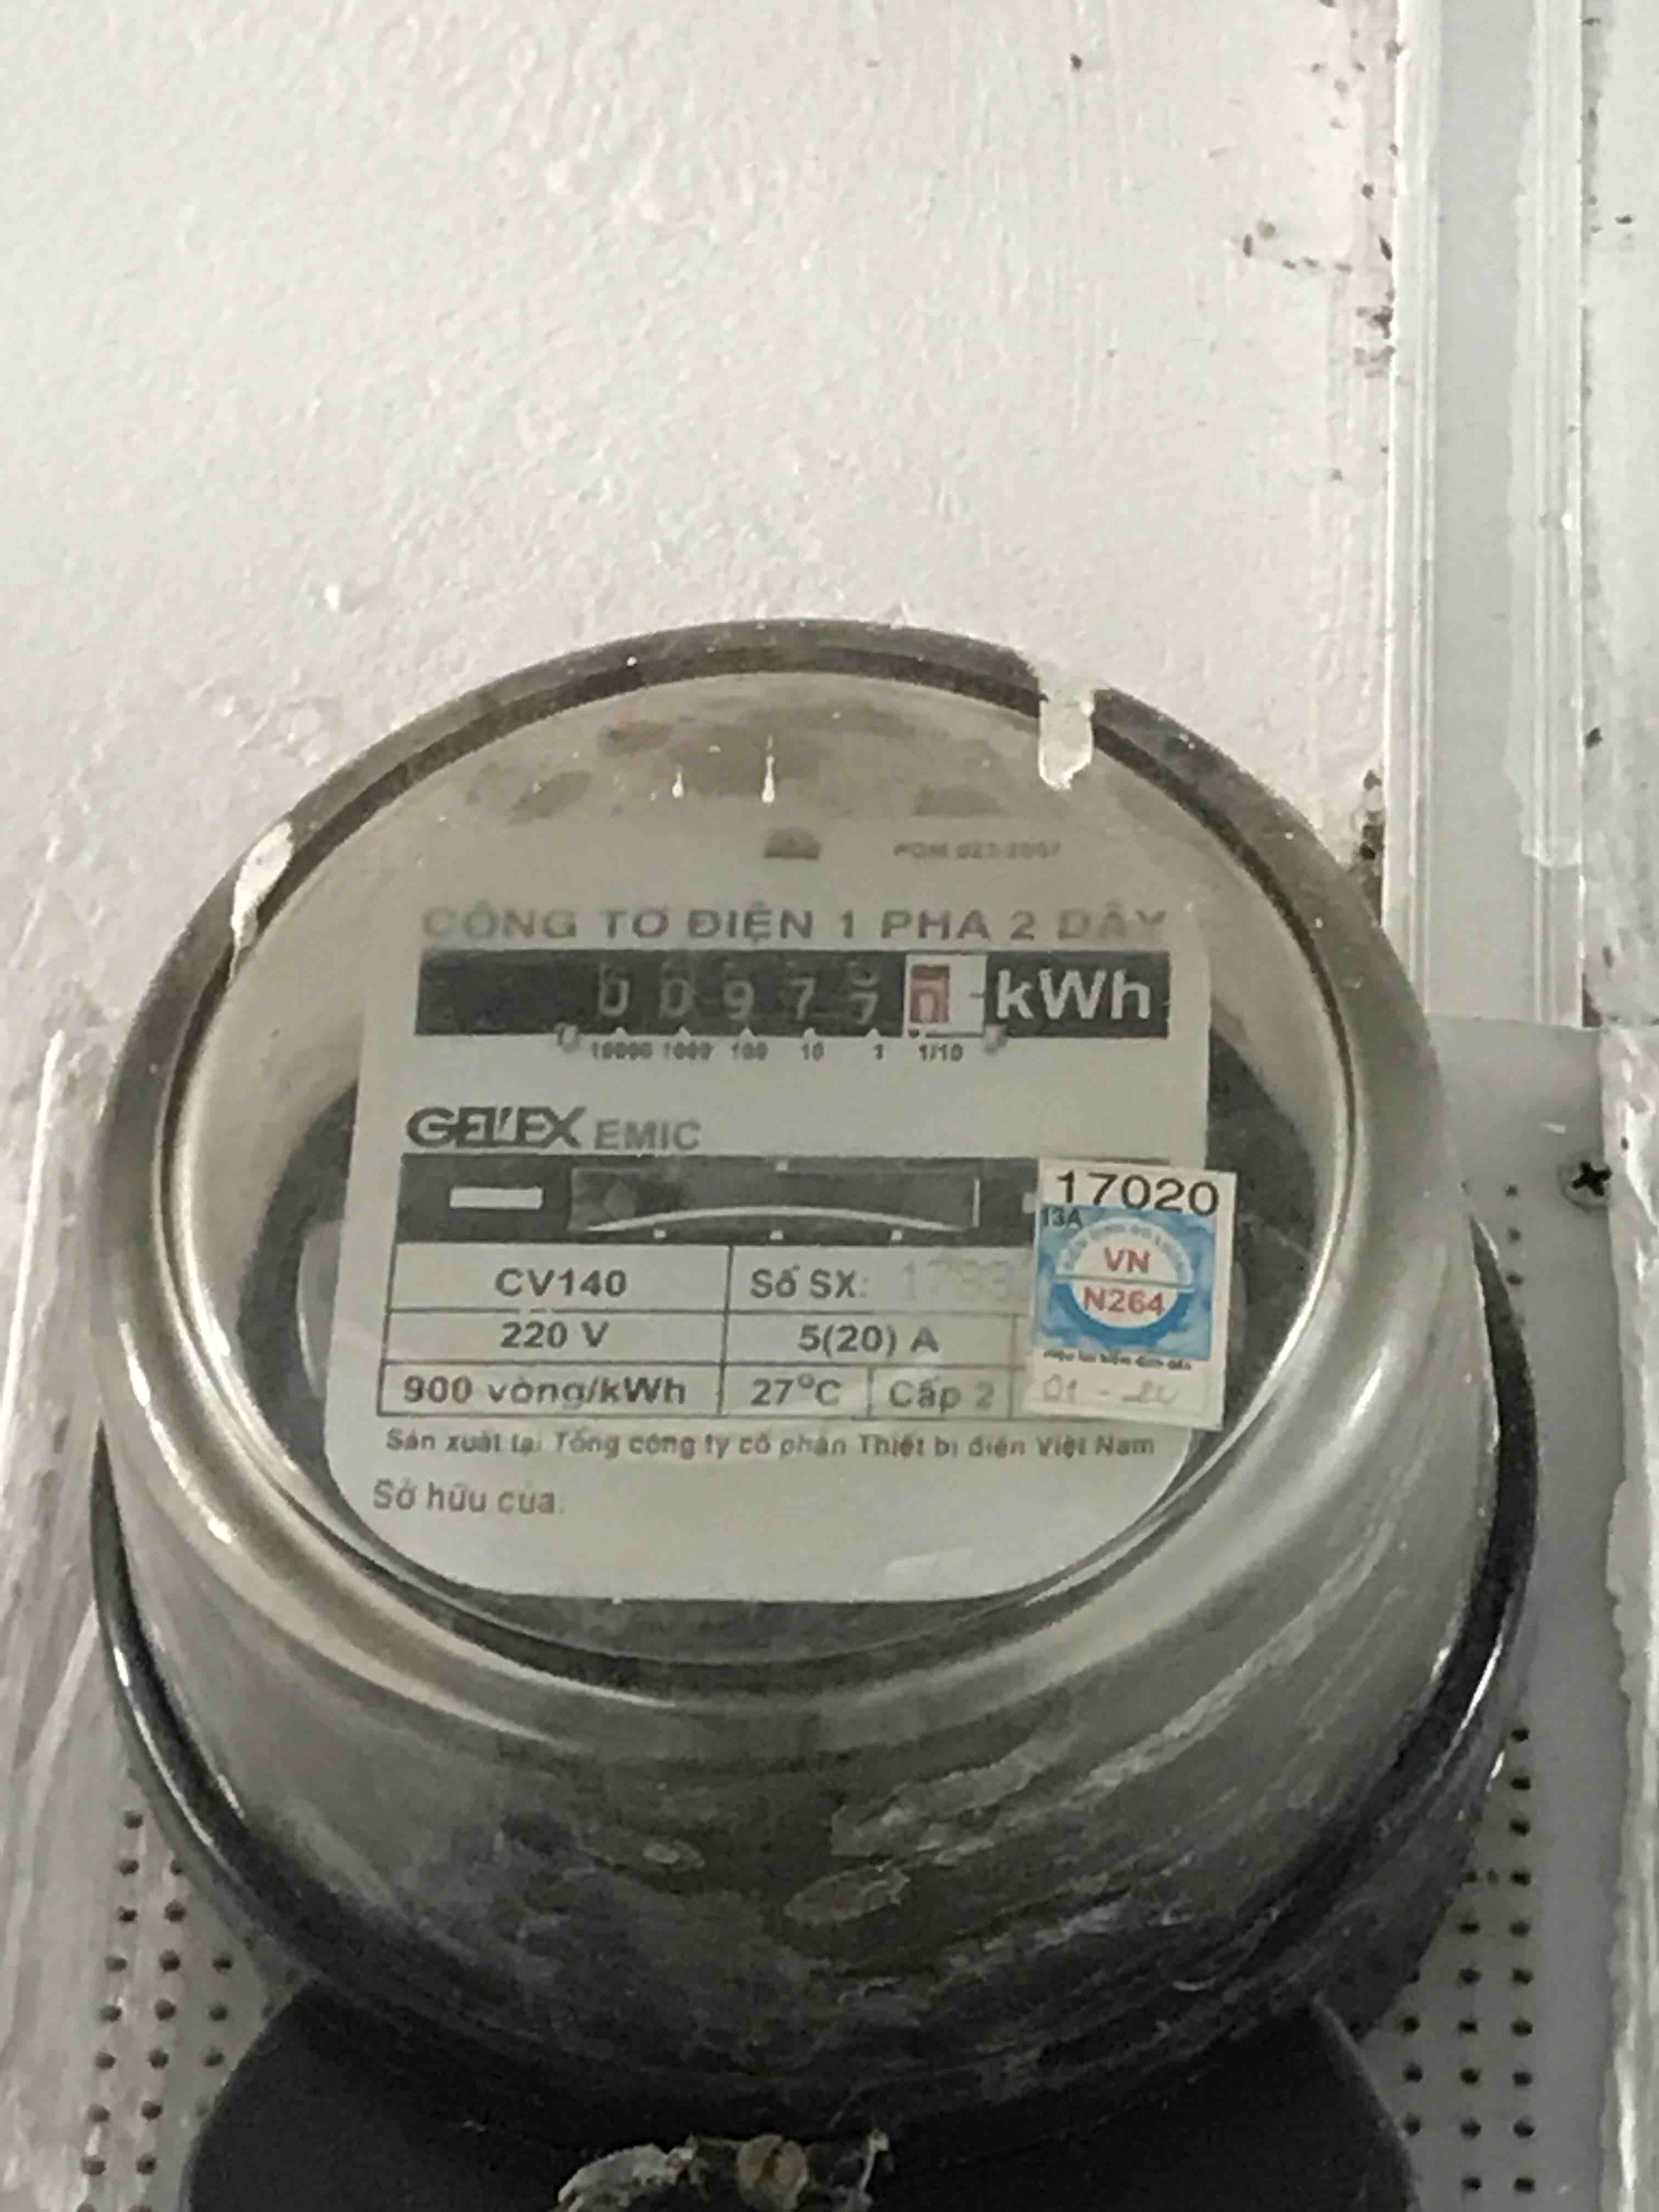 CÔNG TƠ ĐIỆN 1 PHA 2 DÂY
0 0 9 7 7 0 kWh
10000 1000 100 10 1 1/10
GELEX EMIC
17020
13A
VN
N264
CV140 Số SX:
220 V 5(20) A
900 vòng/kWh 27°C Cấp 2
Sản xuất tại Tổng công ty cổ phần Thiết bị điện Việt Nam
Sở hữu của: